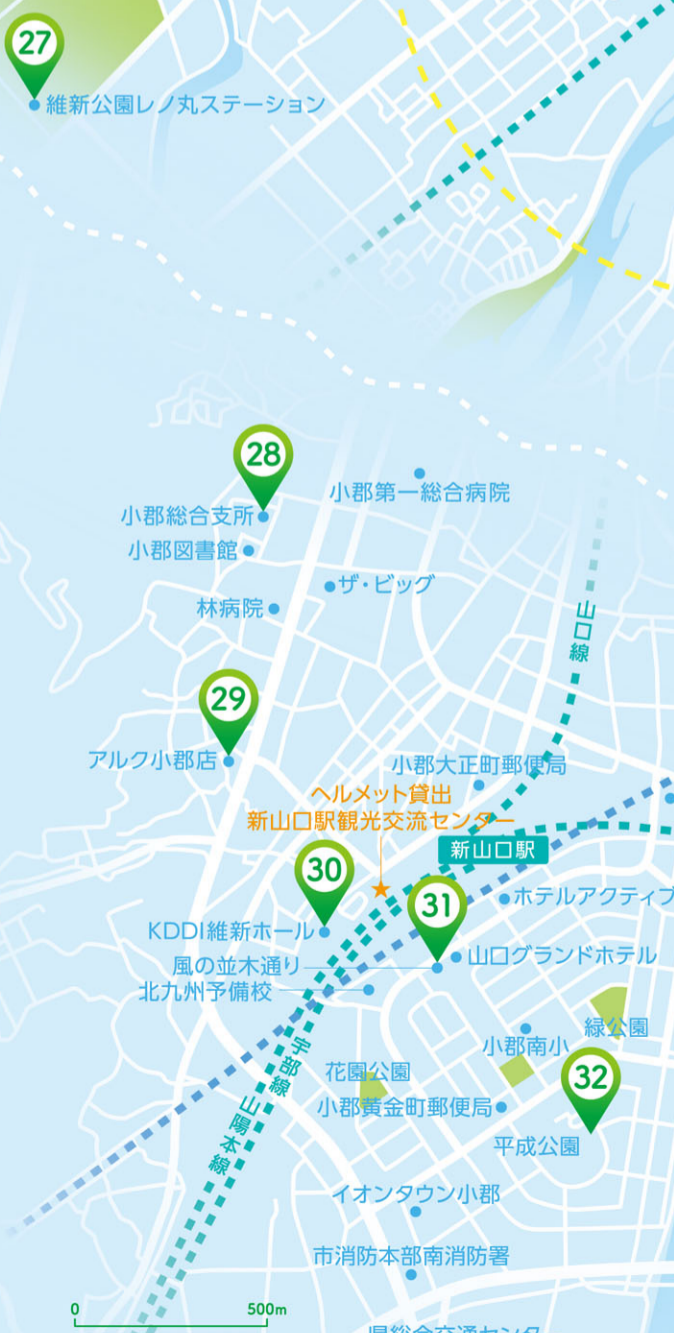 27
維新公園レノ丸ステーション
28
小郡第一総合病院
小郡総合支所
小郡図書館
ザ・ビッグ
林病院
山口線
29
アルク小郡店
小郡大正町郵便局
ヘルメット貸出
新山口駅観光交流センター
新山口駅
30
31
ホテルアクティブ
KDDI維新ホール
山口グランドホテル
風の並木通り
北九州予備校
緑公園
小郡南小
宇部線
花園公園
32
小郡黄金町郵便局
山陽本線
平成公園
イオンタウン小郡
市消防本部南消防署
0
500m